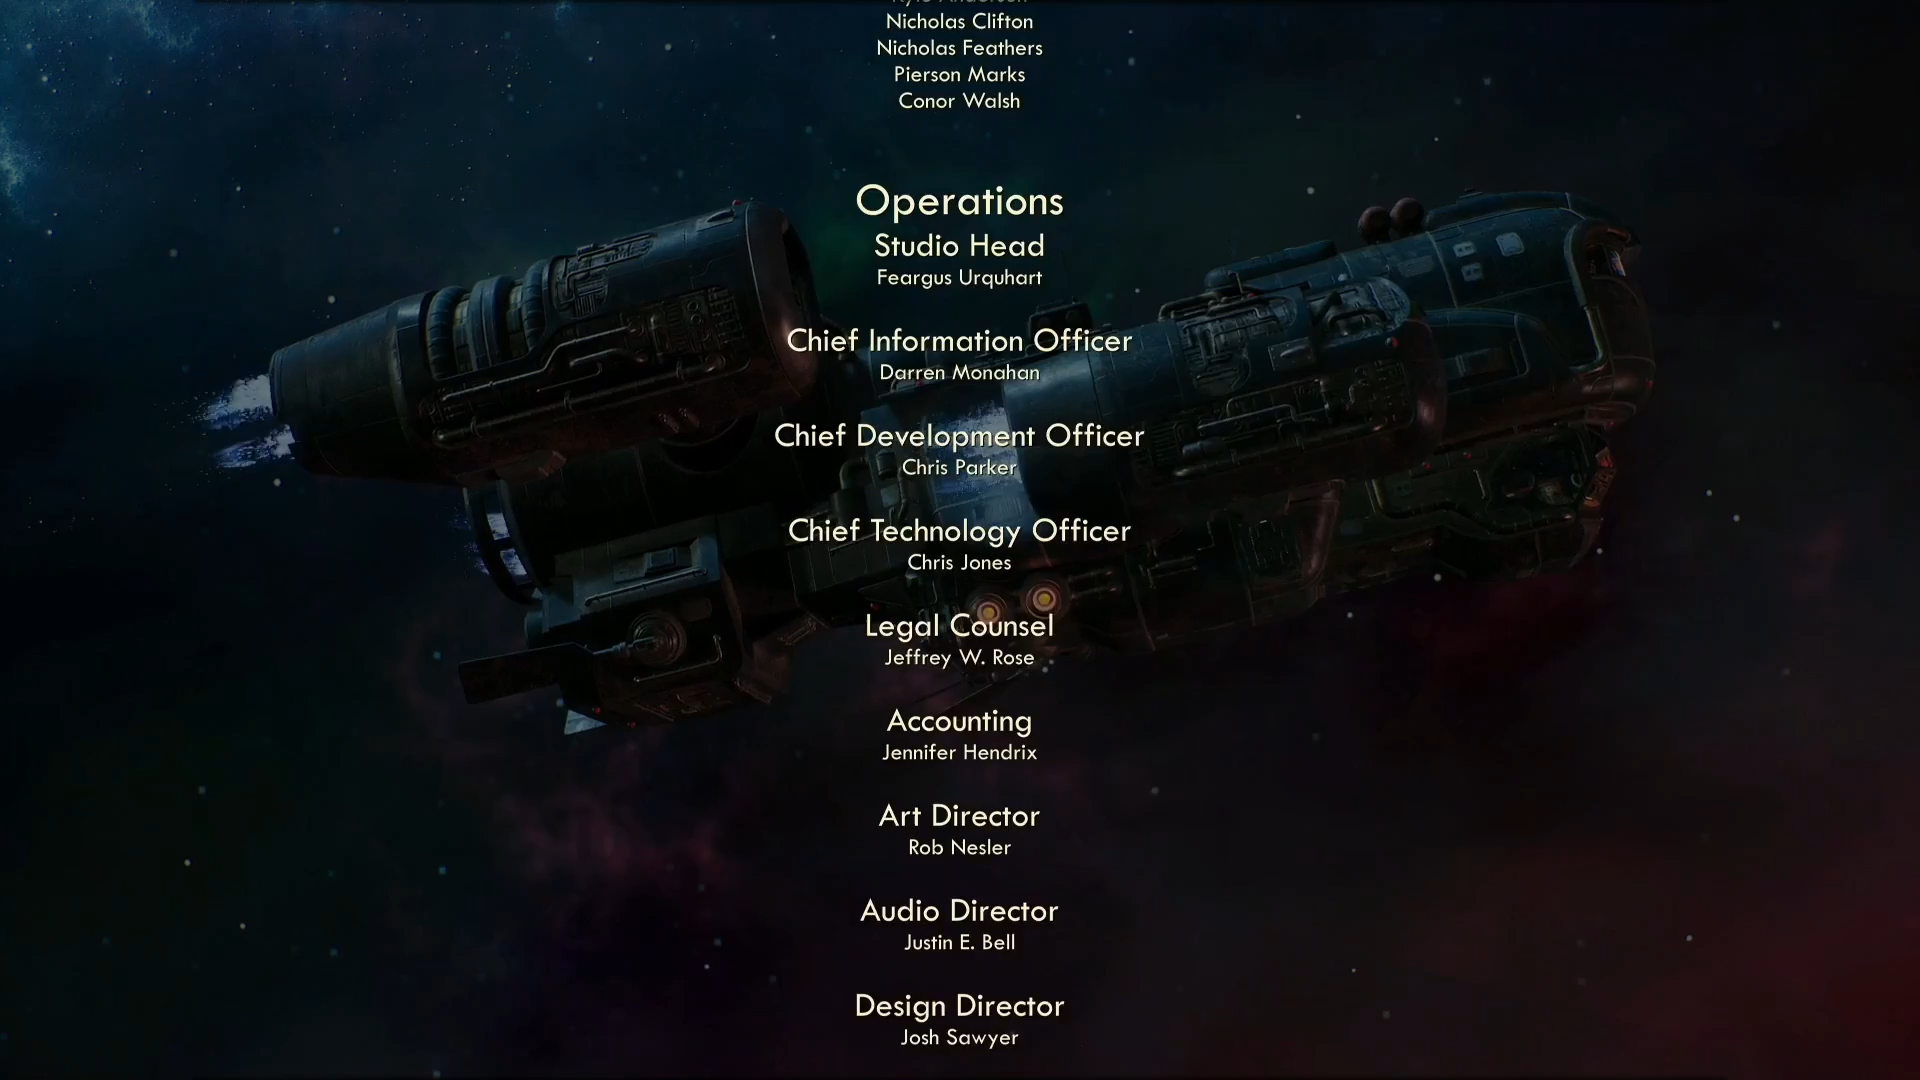 Nicholas Clifton
Nicholas Feathers
Pierson Marks
Conor Walsh
Operations
Studio Head
Feargus Urquhart
Chief Information Officer
Darren Monahan
Chief Development Officer
Chris Parker
Chief Technology Officer
Chris Jones
Legal Counsel
Jeffrey W. Rose
Accounting
Jennifer Hendrix
Art Director
Rob Nesler
Audio Director
Justin E. Bell
Design Director
Josh Sawyer